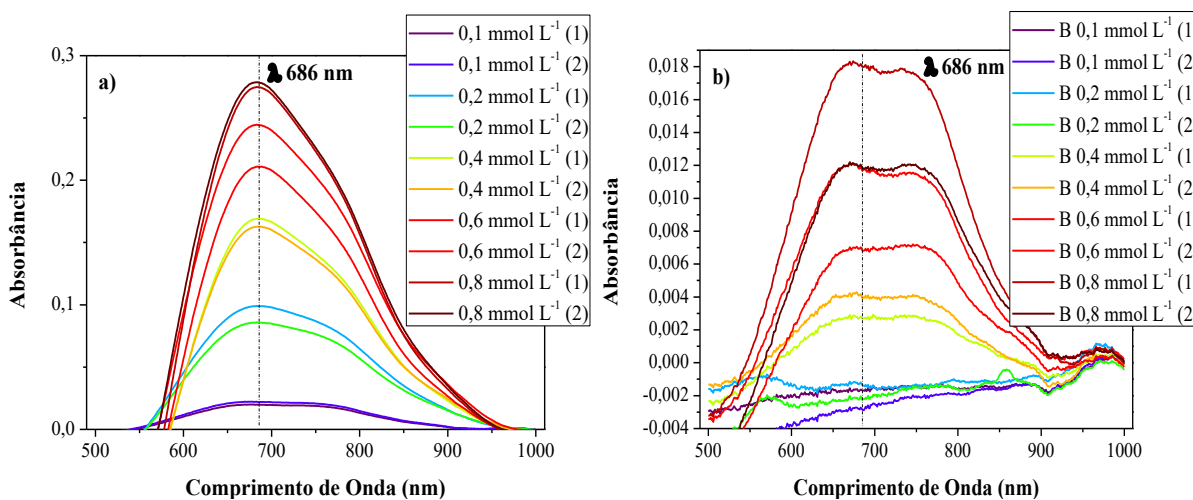 a)
λ 686 nm
0,1 mmol L⁻¹ (1)
0,1 mmol L⁻¹ (2)
0,2 mmol L⁻¹ (1)
0,2 mmol L⁻¹ (2)
0,4 mmol L⁻¹ (1)
0,4 mmol L⁻¹ (2)
0,6 mmol L⁻¹ (1)
0,6 mmol L⁻¹ (2)
0,8 mmol L⁻¹ (1)
0,8 mmol L⁻¹ (2)
Absorbância
0,3
0,2
0,1
0,0
500 600 700 800 900 1000
Comprimento de Onda (nm)
b)
λ 686 nm
B 0,1 mmol L⁻¹ (1
B 0,1 mmol L⁻¹ (2
B 0,2 mmol L⁻¹ (1
B 0,2 mmol L⁻¹ (2
B 0,4 mmol L⁻¹ (1
B 0,4 mmol L⁻¹ (2
B 0,6 mmol L⁻¹ (1
B 0,6 mmol L⁻¹ (2
B 0,8 mmol L⁻¹ (1
B 0,8 mmol L⁻¹ (2
Absorbância
0,018
0,016
0,014
0,012
0,010
0,008
0,006
0,004
0,002
0,000
-0,002
-0,004
500 600 700 800 900 1000
Comprimento de Onda (nm)